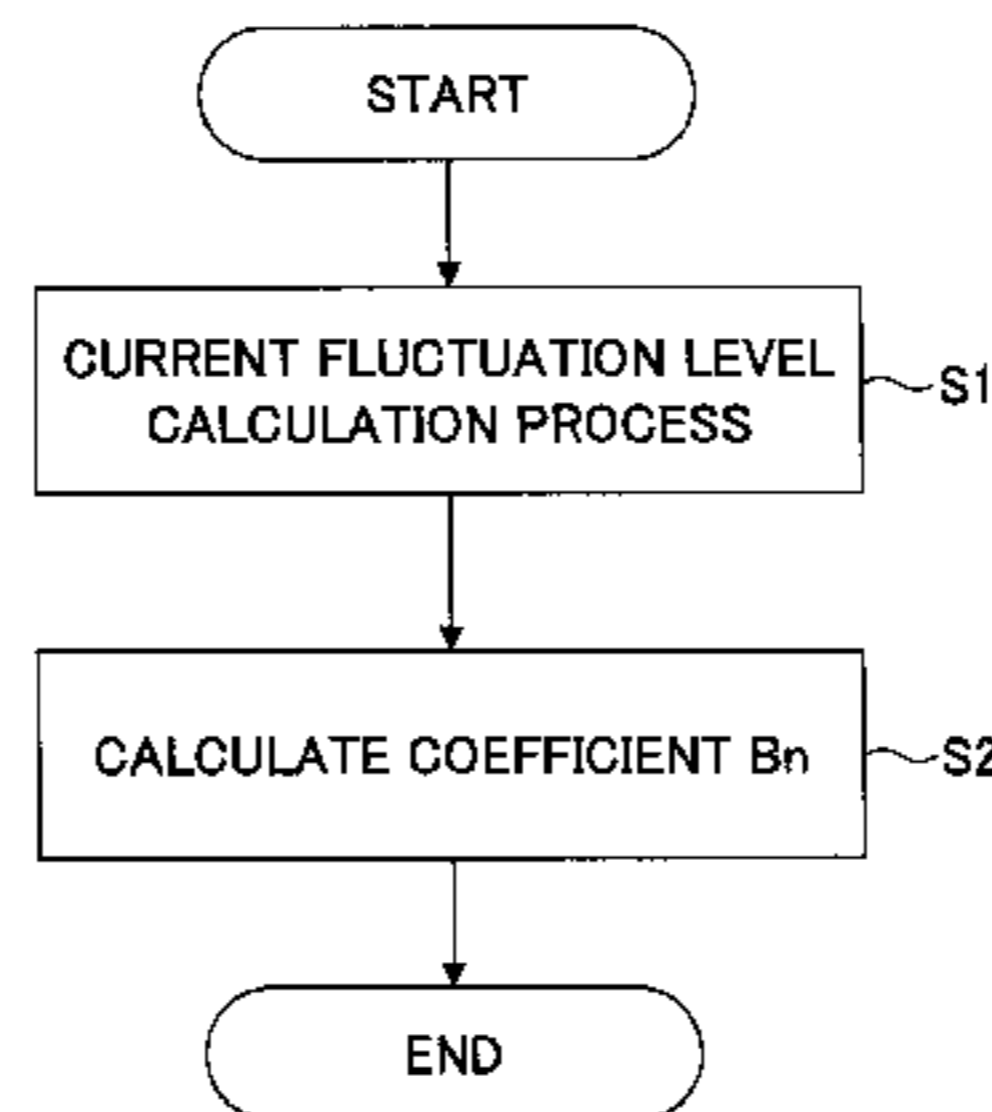 START
CURRENT FLUCTUATION LEVEL
CALCULATION PROCESS
S1
CALCULATE COEFFICIENT Bn
S2
END